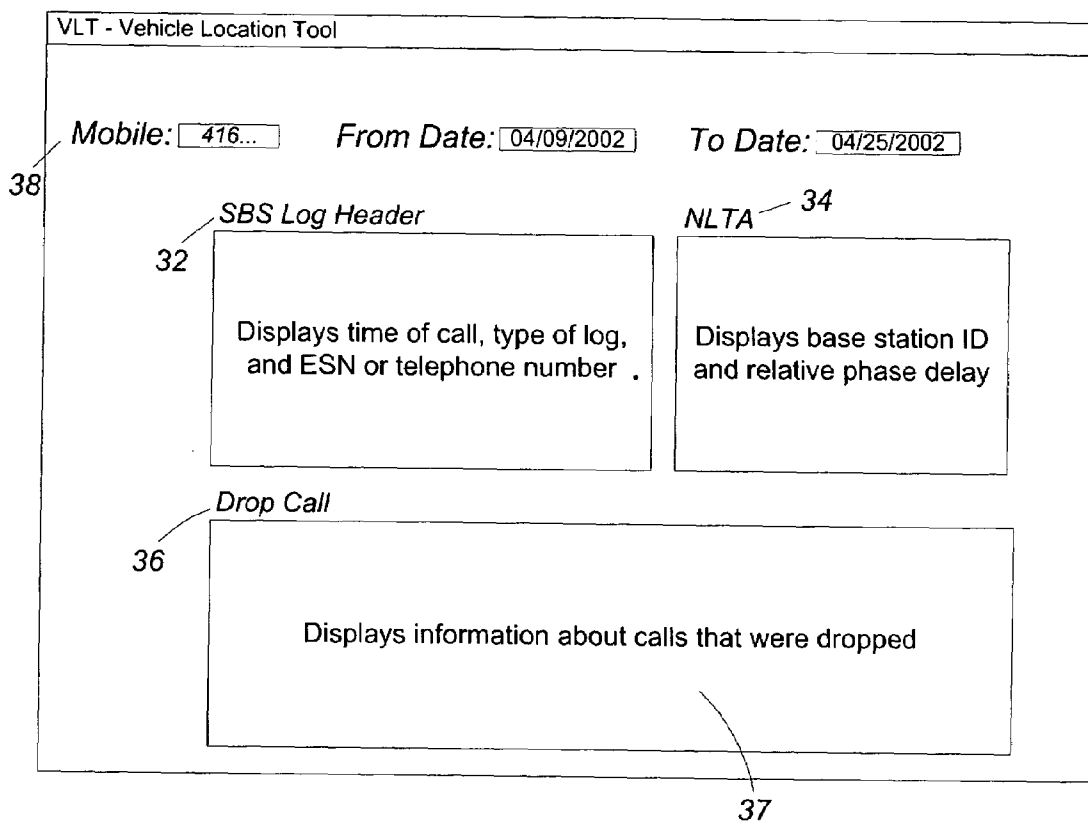 VLT - Vehicle Location Tool
Mobile: 416... From Date: 04/09/2002 To Date: 04/25/2002
38
SBS Log Header
32
NLTA
34
Displays time of call, type of log,
and ESN or telephone number .
Displays base station ID
and relative phase delay
Drop Call
36
Displays information about calls that were dropped
37